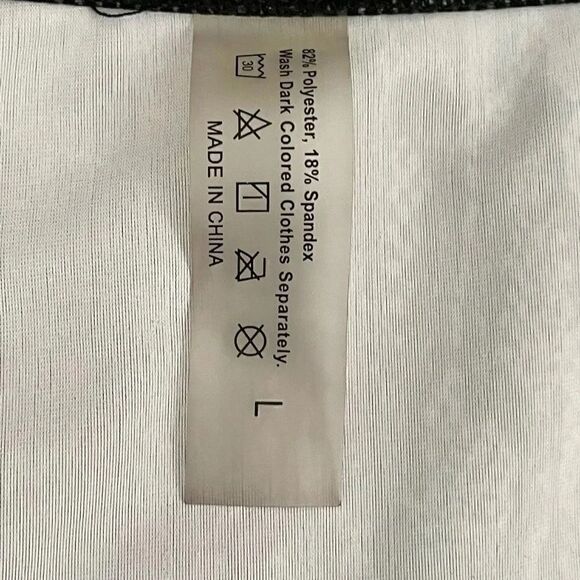 82% Polyester, 18% Spandex
Wash Dark Colored Clothes Separately.
30
L
MADE IN CHINA